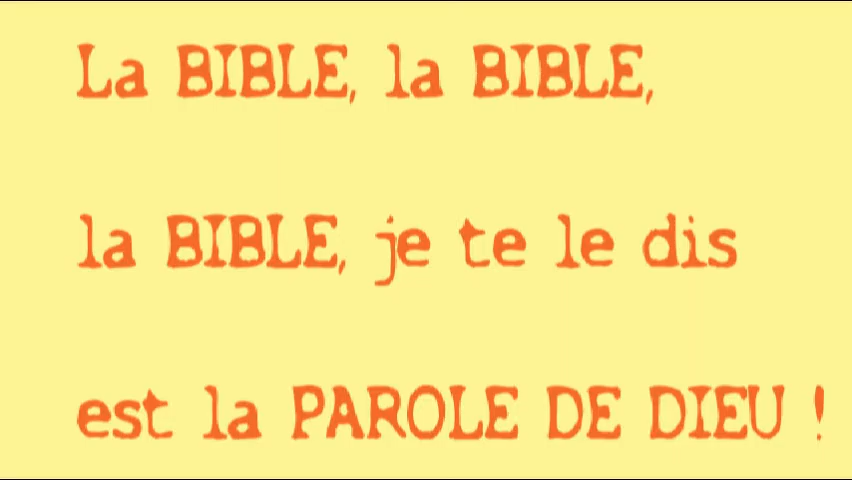 La BIBLE, la BIBLE,
la BIBLE, je te le dis
est la PAROLE DE DIEU !